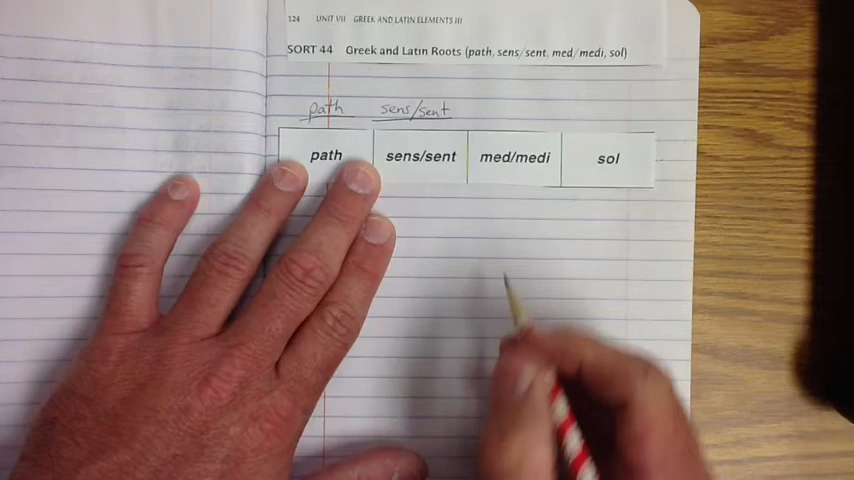 124 UNIT VII GREEK AND LATIN ELEMENTS III
SORT 44 Greek and Latin Roots (path, sens/sent, med/medi, sol)
path sens/sent
path sens/sent med/medi sol